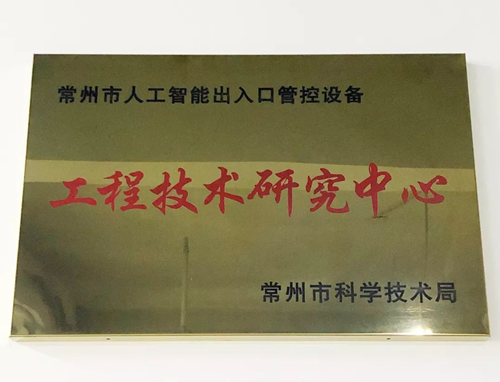 常州市人工智能出入口管控设备
工程技术研究中心
常州市科学技术局